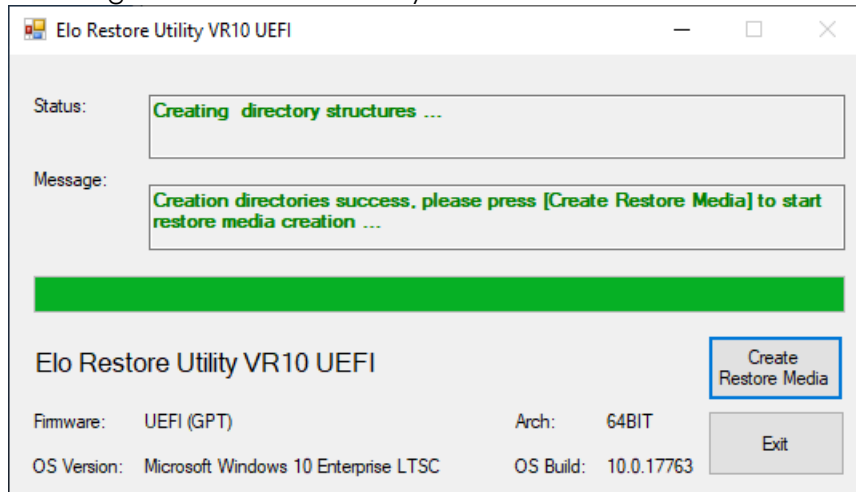 Elo Restore Utility VR10 UEFI
Status:
Creating  directory structures ...
Message:
Creation directories success, please press [Create Restore Media] to start
restore media creation ...
Elo Restore Utility VR10 UEFI
Create
Restore Media
Firmware: UEFI (GPT) Arch: 64BIT
Exit
OS Version: Microsoft Windows 10 Enterprise LTSC OS Build: 10.0.17763